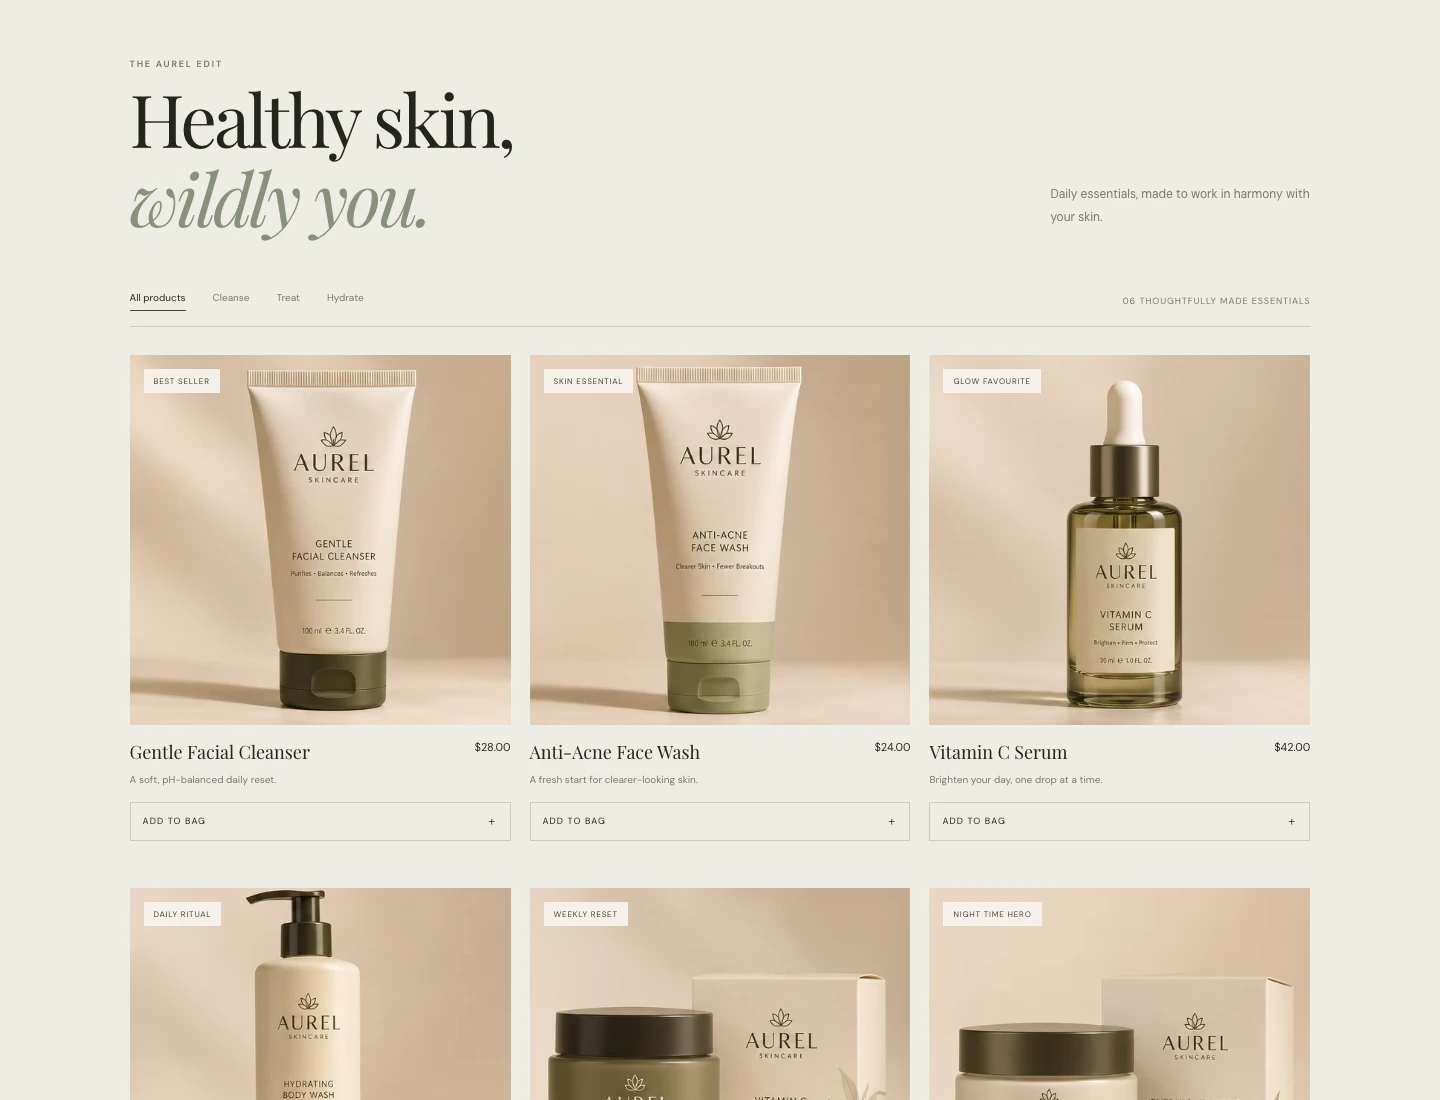 THE AUREL EDIT
Healthy skin,
wildly you.
Daily essentials, made to work in harmony with
your skin.
All products
Cleanse
Treat
Hydrate
06 THOUGHTFULLY MADE ESSENTIALS
BEST SELLER
AUREL
SKINCARE
GENTLE
FACIAL CLEANSER
Purifies • Balances • Refreshes
100 ml ℮ 3.4 FL. OZ.
SKIN ESSENTIAL
AUREL
SKINCARE
ANTI-ACNE
FACE WASH
Clearer Skin • Fewer Breakouts
100 ml ℮ 3.4 FL. OZ.
GLOW FAVOURITE
AUREL
SKINCARE
VITAMIN C
SERUM
Brighten • Firm • Protect
30 ml ℮ 1.0 FL. OZ.
Gentle Facial Cleanser
$28.00
A soft, pH-balanced daily reset.
ADD TO BAG +
Anti-Acne Face Wash
$24.00
A fresh start for clearer-looking skin.
ADD TO BAG +
Vitamin C Serum
$42.00
Brighten your day, one drop at a time.
ADD TO BAG +
DAILY RITUAL
AUREL
SKINCARE
HYDRATING
BODY WASH
WEEKLY RESET
AUREL
SKINCARE
AUREL
VITAMIN C
NIGHT TIME HERO
AUREL
SKINCARE